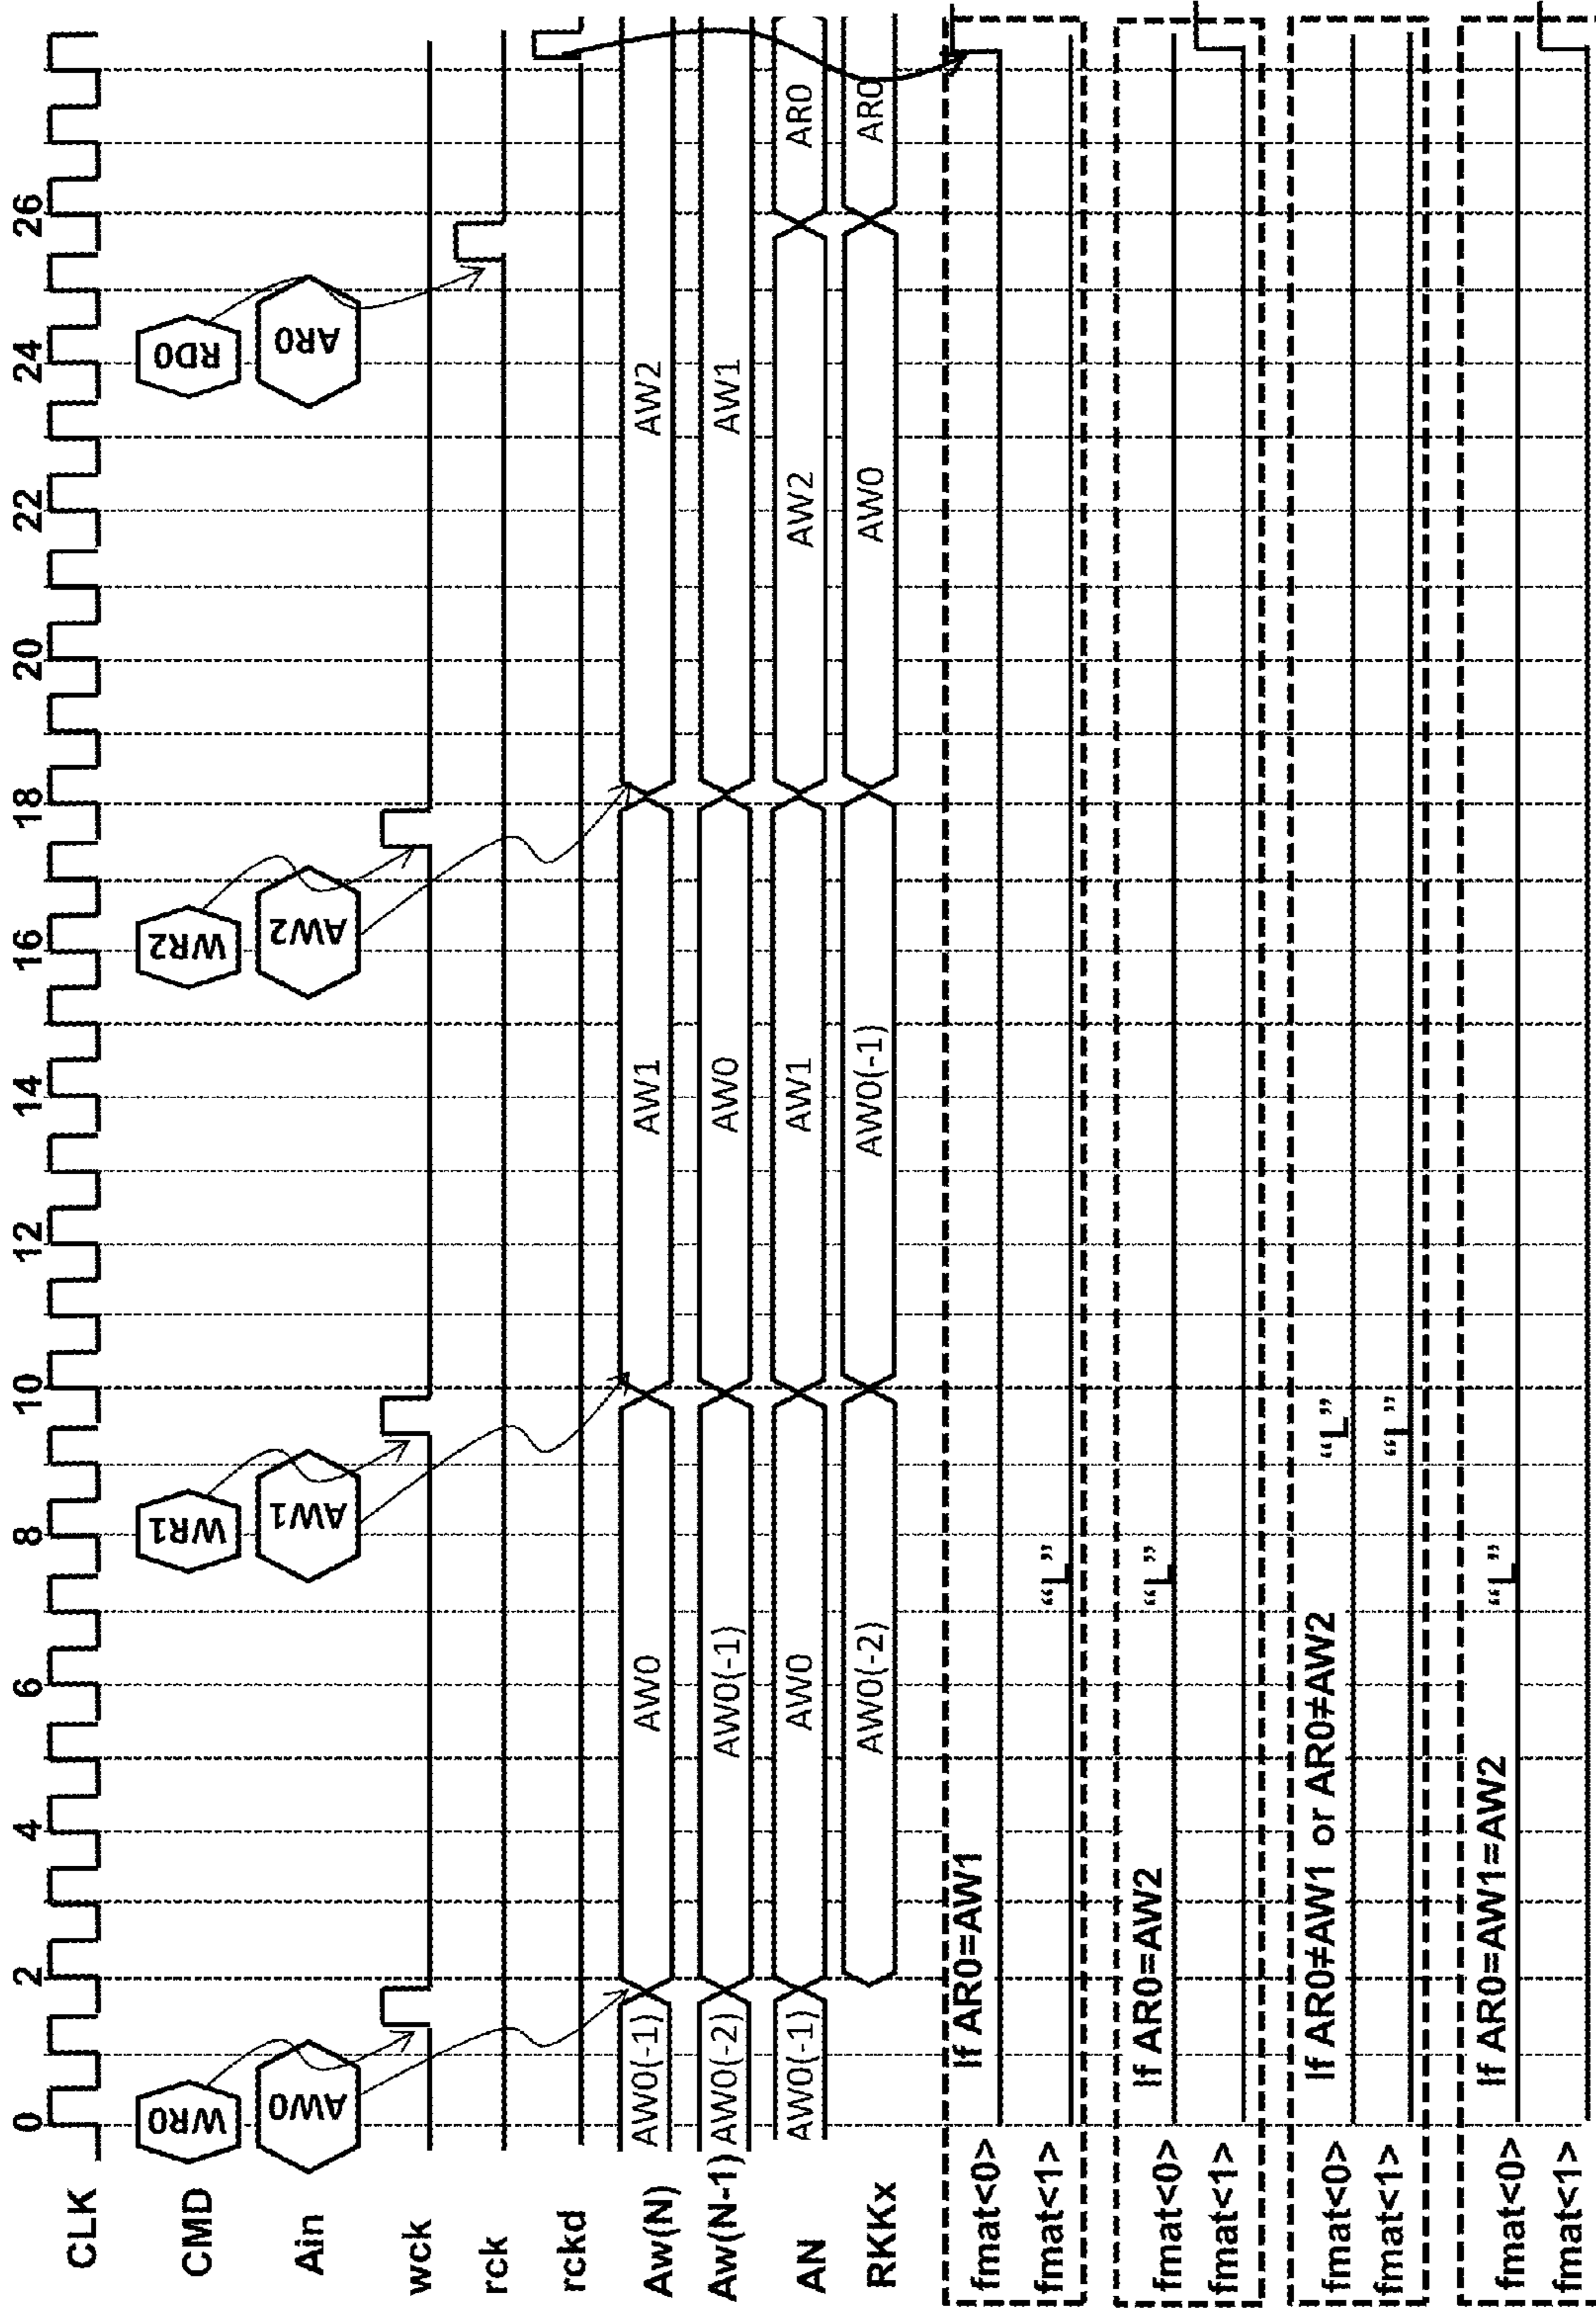 0 2 4 6 8 10 12 14 16 18 20 22 24 26
CLK
CMD WR0 WR1 WR2 RD0
Ain AW0 AW1 AW2 AR0
wck
rck
rckd
Aw(N) AW0(-1) AW0 AW1 AW2
Aw(N-1) AW0(-2) AW0(-1) AW0 AW1
AN AW0(-1) AW0 AW1 AW2 AR0
RKKx AW0(-2) AW0(-1) AW0 AR0
If AR0=AW1
fmat<0>
fmat<1> “L”
If AR0=AW2
fmat<0> “L”
fmat<1>
If AR0≠AW1 or AR0≠AW2
fmat<0> “L”
fmat<1> “L”
If AR0=AW1=AW2
fmat<0> “L”
fmat<1>